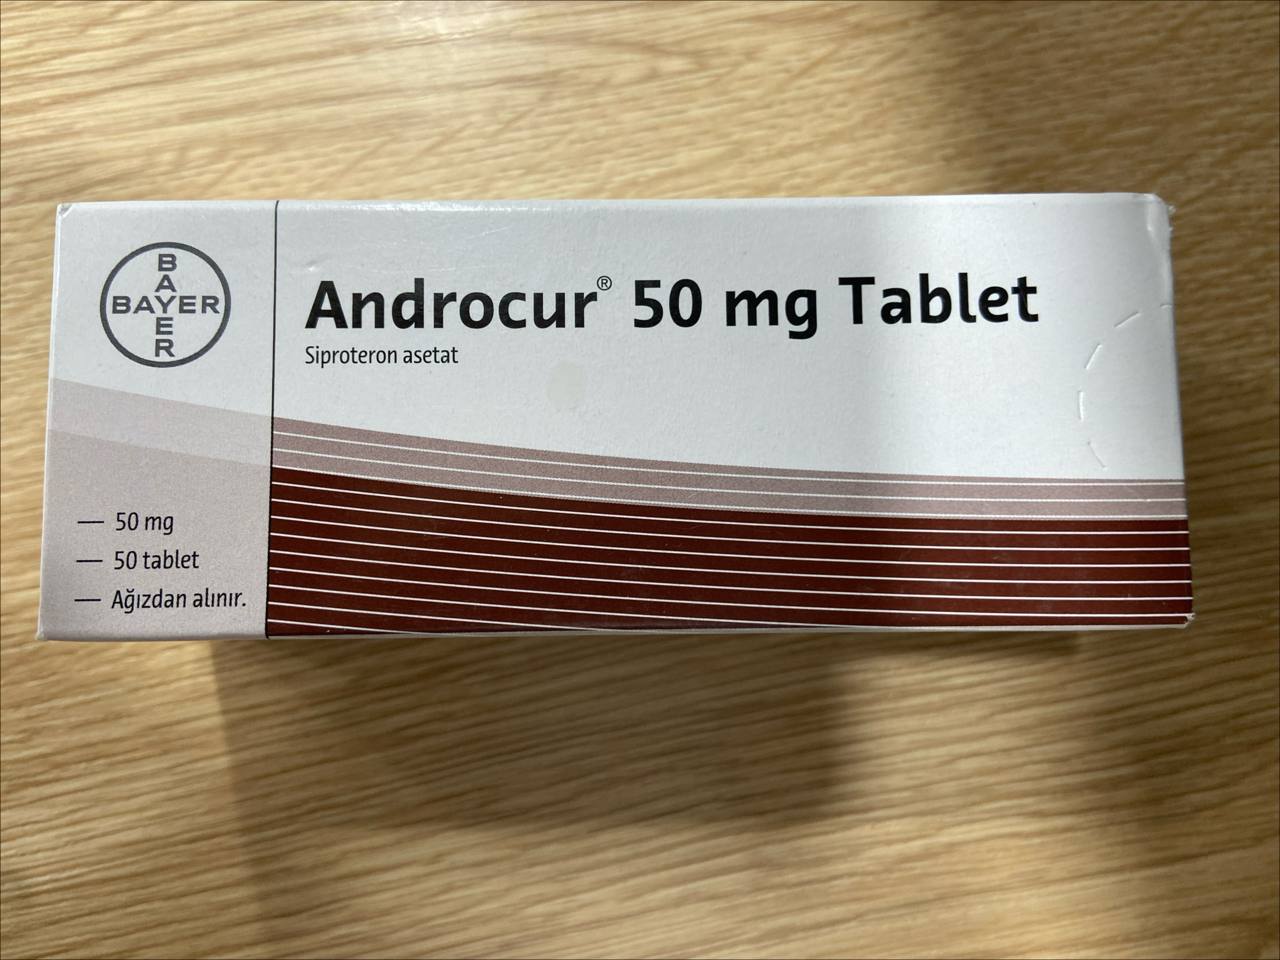 BAYER
BAYER
Androcur® 50 mg Tablet
Siproteron asetat
— 50 mg
— 50 tablet
— Ağızdan alınır.